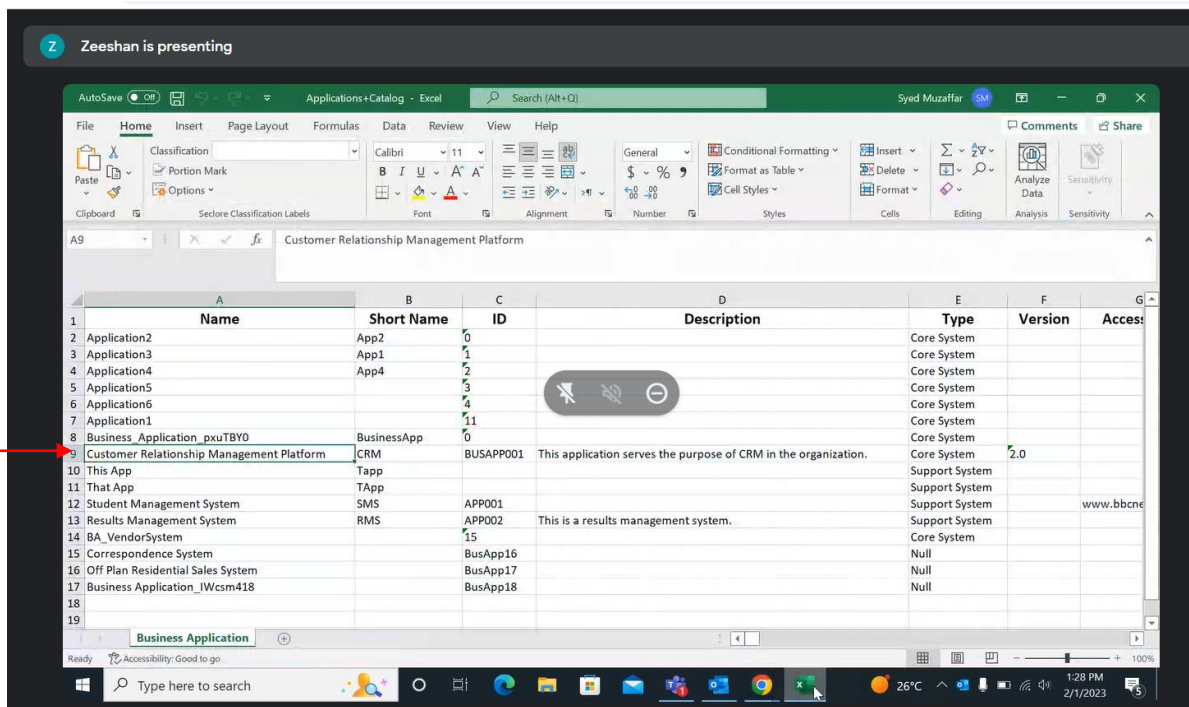 Z Zeeshan is presenting
AutoSave Off Applications+Catalog - Excel Search (Alt+Q) Syed Muzaffar SM
File Home Insert Page Layout Formulas Data Review View Help Comments Share
Paste Classification Calibri 11 General Conditional Formatting Insert Analyze Data Sensitivity
Portion Mark B I U $ % 9 Format as Table Delete
Options Cell Styles Format
Clipboard Seclore Classification Labels Font Alignment Number Styles Cells Editing Analysis Sensitivity
A9 fx Customer Relationship Management Platform
A B C D E F G
1 Name Short Name ID Description Type Version Access
2 Application2 App2 0 Core System
3 Application3 App1 1 Core System
4 Application4 App4 2 Core System
5 Application5 3 Core System
6 Application6 4 Core System
7 Application1 11 Core System
8 Business_Application_pxuTBY0 BusinessApp 0 Core System
9 Customer Relationship Management Platform CRM BUSAPP001 This application serves the purpose of CRM in the organization. Core System 2.0
10 This App Tapp Support System
11 That App TApp Support System
12 Student Management System SMS APP001 Support System www.bbcne
13 Results Management System RMS APP002 This is a results management system. Support System
14 BA_VendorSystem 15 Core System
15 Correspondence System BusApp16 Null
16 Off Plan Residential Sales System BusApp17 Null
17 Business Application_IWcsm418 BusApp18 Null
18
19
Business Application
Ready Accessibility: Good to go 100%
Type here to search 26°C 1:28 PM
2/1/2023 5